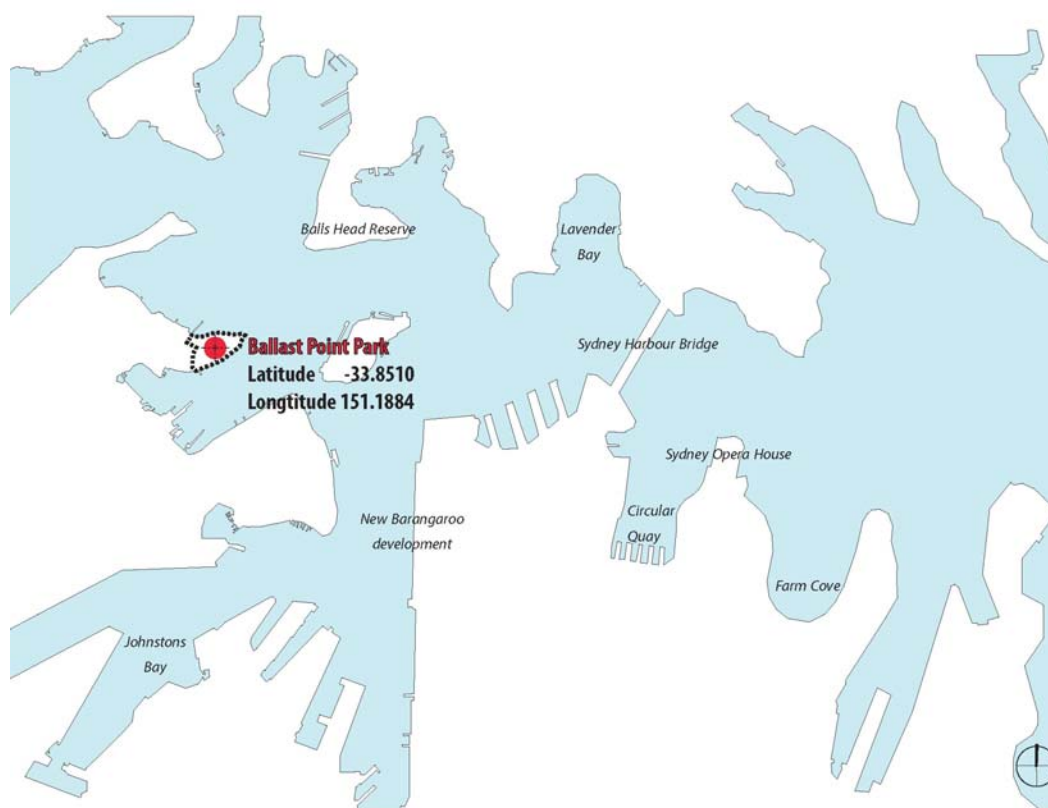 Balls Head Reserve
Lavender
Bay
Sydney Harbour Bridge
Ballast Point Park
Latitude -33.8510
Longtitude 151.1884
Sydney Opera House
New Barangaroo
development
Circular
Quay
Farm Cove
Johnstons
Bay